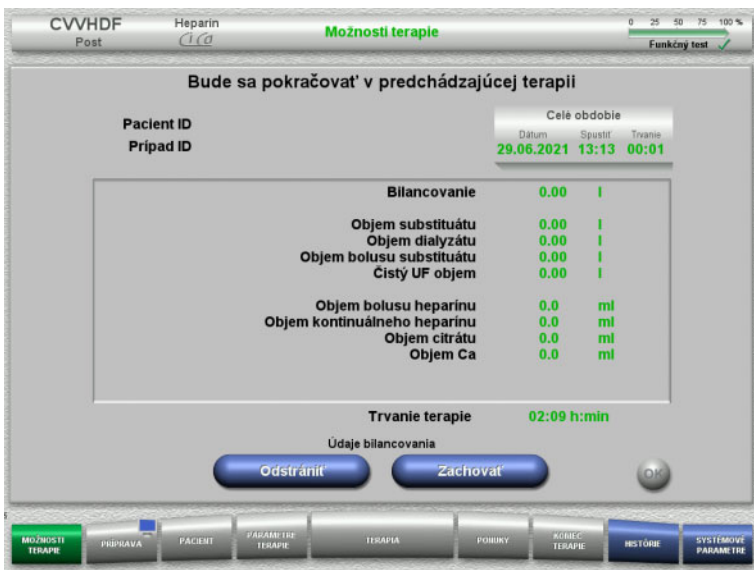 CVVHDF
Post
Heparin
Ci Ca
Možnosti terapie
0 25 50 75 100 %
Funkčný test
Bude sa pokračovať v predchádzajúcej terapii
Pacient ID
Prípad ID
Celé obdobie
Dátum Spustiť Trvanie
29.06.2021 13:13 00:01
Bilancovanie 0.00 l
Objem substituátu 0.00 l
Objem dialyzátu 0.00 l
Objem bolusu substituátu 0.00 l
Čistý UF objem 0.00 l
Objem bolusu heparínu 0.0 ml
Objem kontinuálneho heparínu 0.0 ml
Objem citrátu 0.0 ml
Objem Ca 0.0 ml
Trvanie terapie 02:09 h:min
Údaje bilancovania
Odstrániť Zachovať OK
MOŽNOSTI TERAPIE
PRÍPRAVA
PACIENT
PARAMETRE TERAPIE
TERAPIA
PONUKY
KONIEC TERAPIE
HISTÓRIE
SYSTÉMOVÉ PARAMETRE